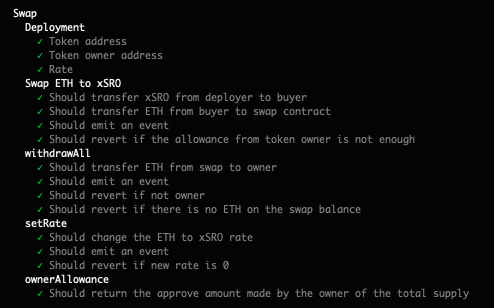 Swap
Deployment
✓ Token address
✓ Token owner address
✓ Rate
Swap ETH to xSRO
✓ Should transfer xSRO from deployer to buyer
✓ Should transfer ETH from buyer to swap contract
✓ Should emit an event
✓ Should revert if the allowance from token owner is not enough
withdrawAll
✓ Should transfer ETH from swap to owner
✓ Should emit an event
✓ Should revert if not owner
✓ Should revert if there is no ETH on the swap balance
setRate
✓ Should change the ETH to xSRO rate
✓ Should emit an event
✓ Should revert if new rate is 0
ownerAllowance
✓ Should return the approve amount made by the owner of the total supply